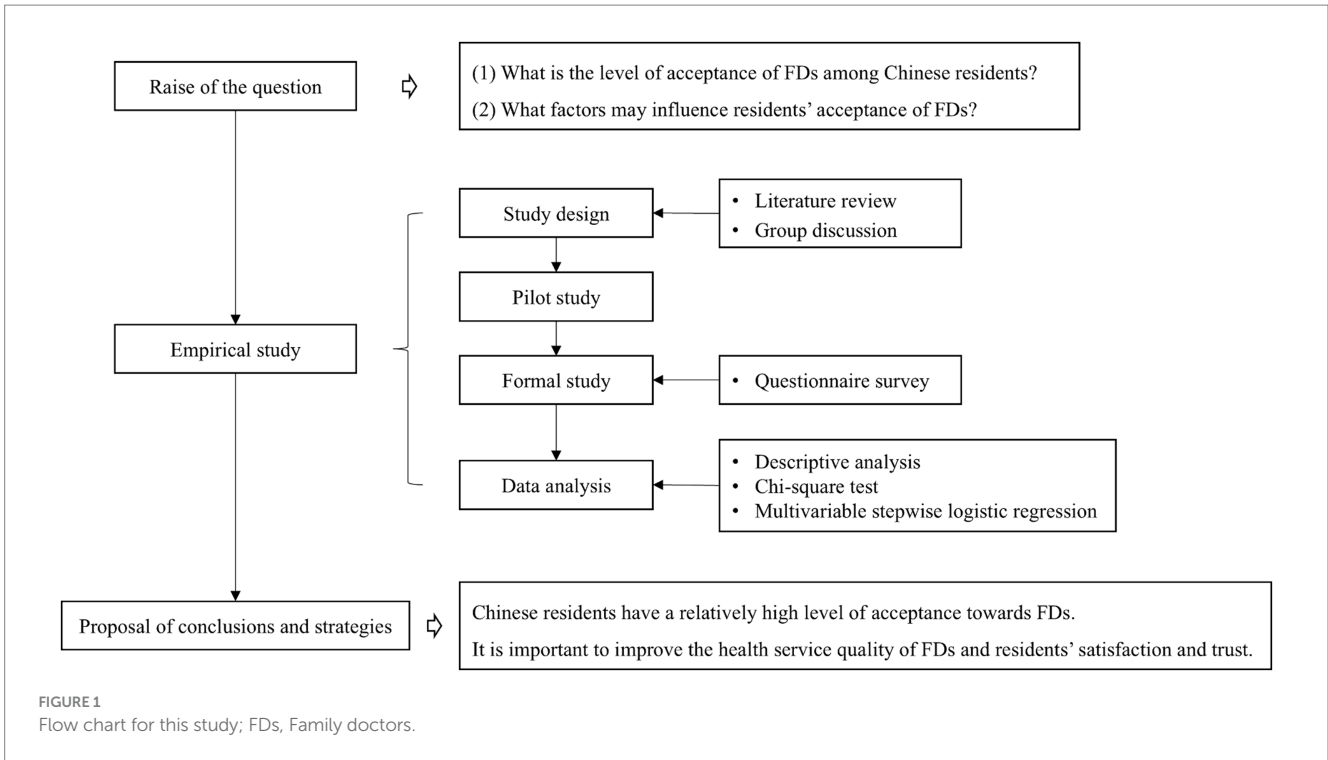 Raise of the question
(1) What is the level of acceptance of FDs among Chinese residents?
(2) What factors may influence residents’ acceptance of FDs?
Empirical study
Study design
• Literature review
• Group discussion
Pilot study
Formal study
• Questionnaire survey
Data analysis
• Descriptive analysis
• Chi-square test
• Multivariable stepwise logistic regression
Proposal of conclusions and strategies
Chinese residents have a relatively high level of acceptance towards FDs.
It is important to improve the health service quality of FDs and residents’ satisfaction and trust.
FIGURE 1
Flow chart for this study; FDs, Family doctors.